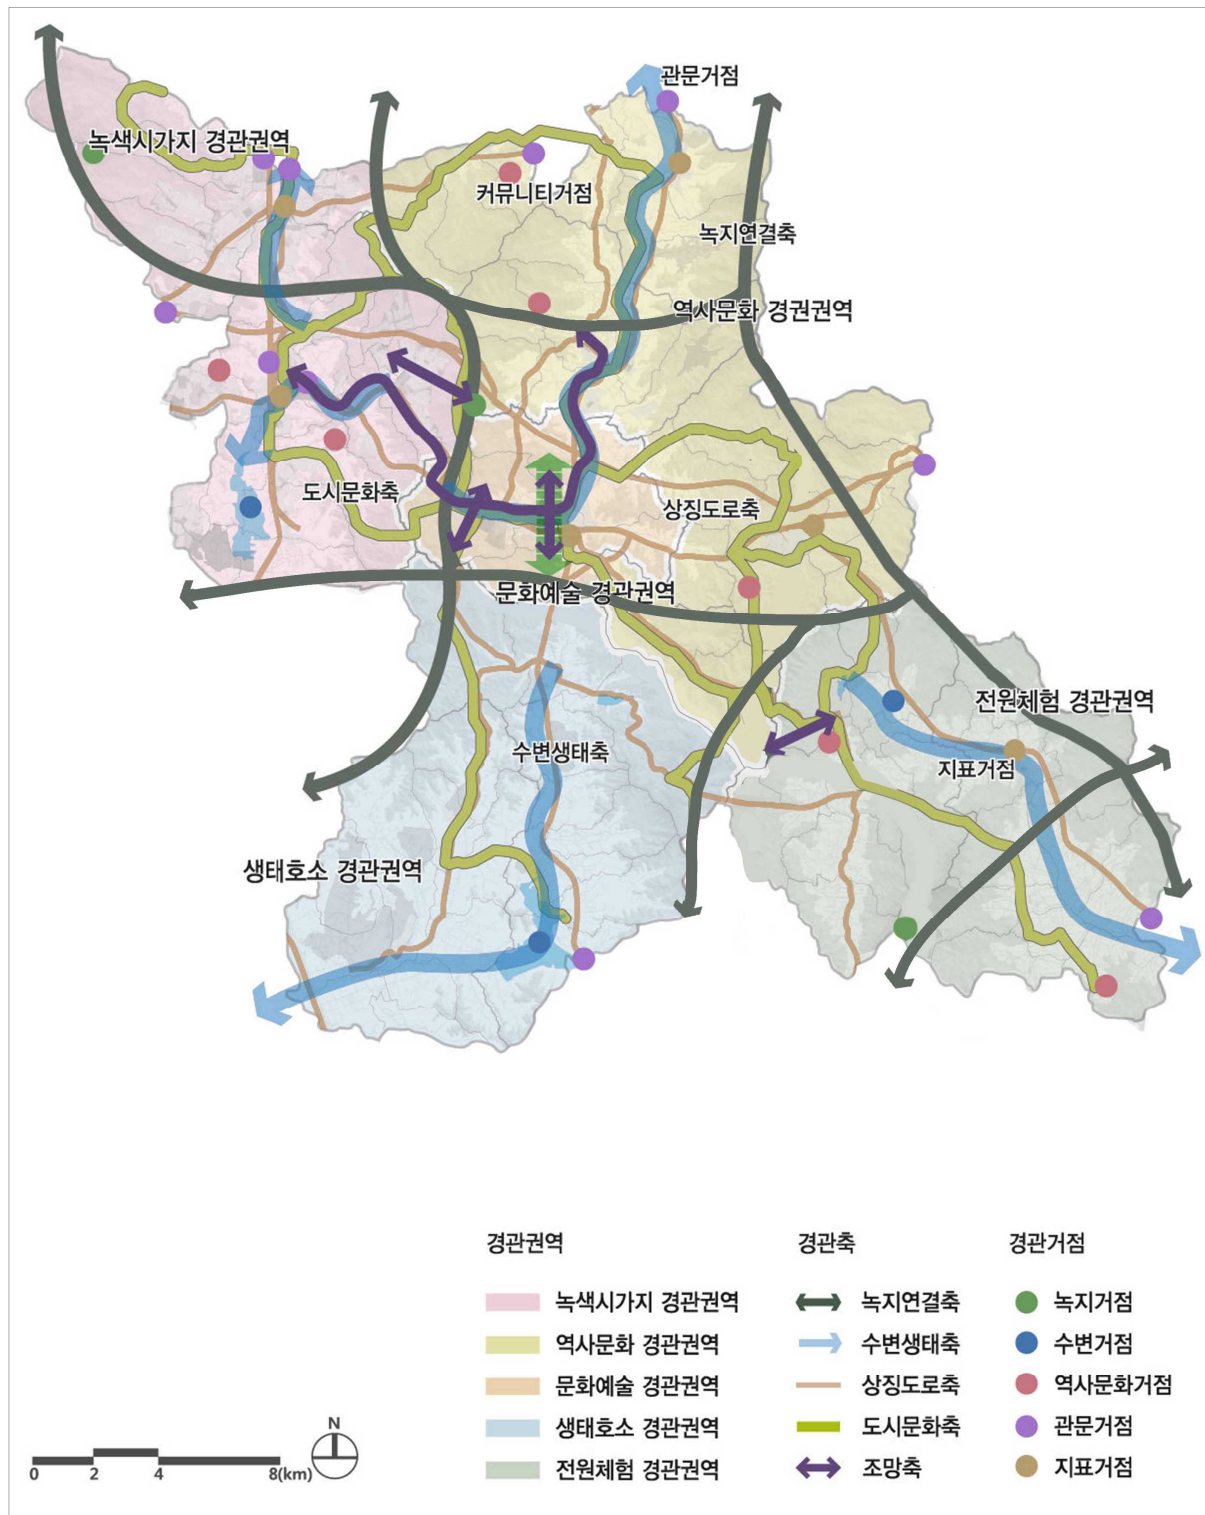 관문거점
녹색시가지 경관권역
커뮤니티거점
녹지연결축
역사문화 경권권역
도시문화축
상징도로축
문화예술 경관권역
전원체험 경관권역
수변생태축
지표거점
생태호소 경관권역
경관권역
녹색시가지 경관권역
역사문화 경관권역
문화예술 경관권역
생태호소 경관권역
전원체험 경관권역
경관축
녹지연결축
수변생태축
상징도로축
도시문화축
조망축
경관거점
녹지거점
수변거점
역사문화거점
관문거점
지표거점
N
0 2 4 8(km)